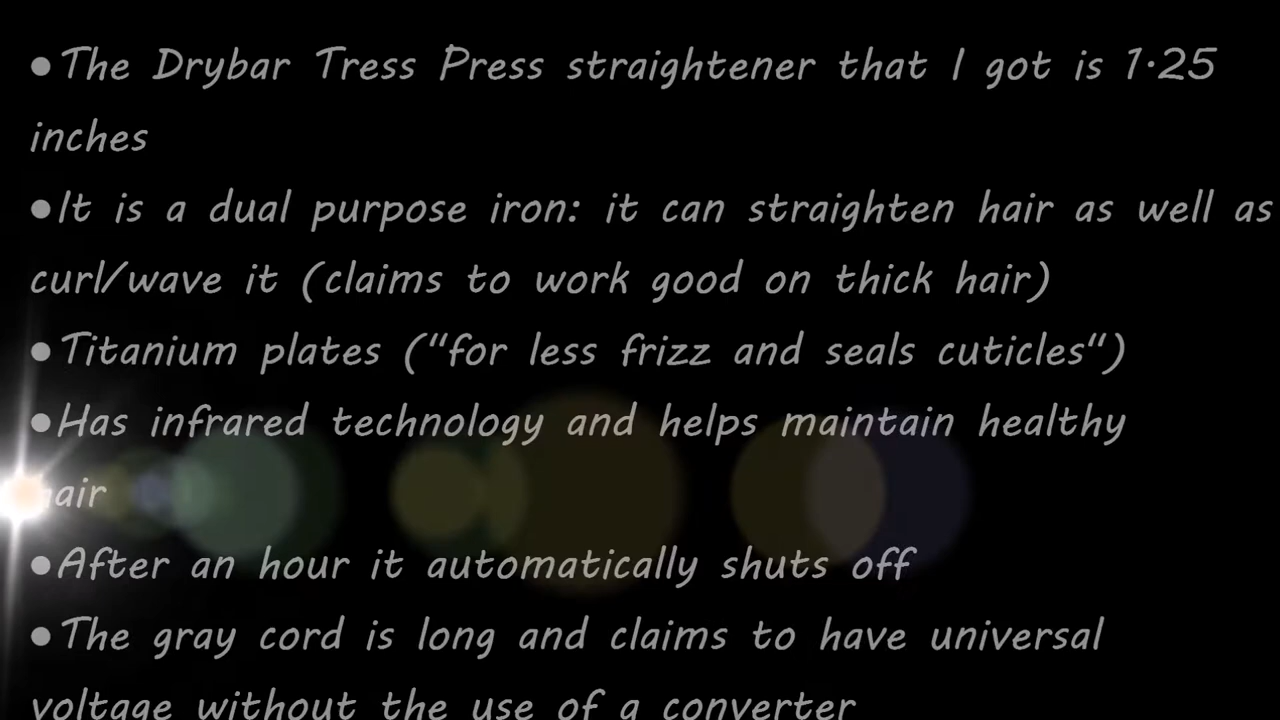 ●The Drybar Tress Press straightener that I got is 1.25
inches
●It is a dual purpose iron: it can straighten hair as well as
curl/wave it (claims to work good on thick hair)
●Titanium plates ("for less frizz and seals cuticles")
●Has infrared technology and helps maintain healthy
hair
●After an hour it automatically shuts off
●The gray cord is long and claims to have universal
voltage without the use of a converter